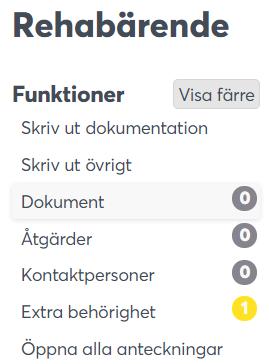 Rehabärende
Funktioner Visa färre
Skriv ut dokumentation
Skriv ut övrigt
Dokument 0
Åtgärder 0
Kontaktpersoner 0
Extra behörighet 1
Öppna alla anteckningar